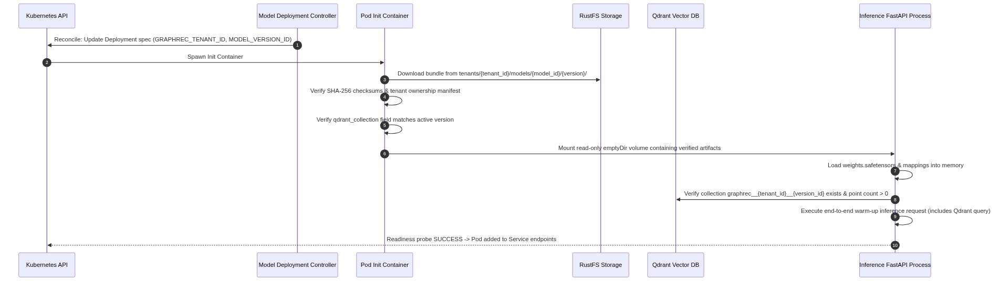 Kubernetes API
Model Deployment Controller
Pod Init Container
RustFS Storage
Qdrant Vector DB
Inference FastAPI Process
Reconcile: Update Deployment spec (GRAPHREC_TENANT_ID, MODEL_VERSION_ID)
1
Spawn Init Container
2
Download bundle from tenants/{tenant_id}/models/{model_id}/{version}/
3
Verify SHA-256 checksums & tenant ownership manifest
4
Verify qdrant_collection field matches active version
5
Mount read-only emptyDir volume containing verified artifacts
6
Load weights.safetensors & mappings into memory
7
Verify collection graphrec__{tenant_id}__{version_id} exists & point count > 0
8
Execute end-to-end warm-up inference request (includes Qdrant query)
9
Readiness probe SUCCESS -> Pod added to Service endpoints
10
Kubernetes API
Model Deployment Controller
Pod Init Container
RustFS Storage
Qdrant Vector DB
Inference FastAPI Process